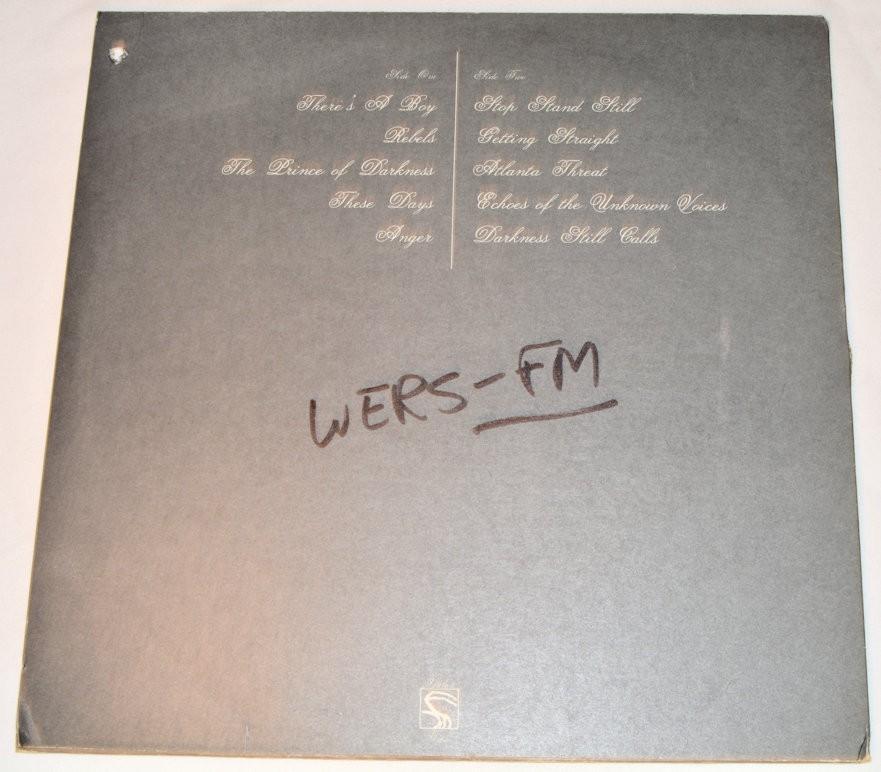 Side One
There's A Boy
Rebels
The Prince of Darkness
These Days
Anger
Side Two
Stop Stand Still
Getting Straight
Atlanta Threat
Echoes of the Unknown Voices
Darkness Still Calls
WERS-FM